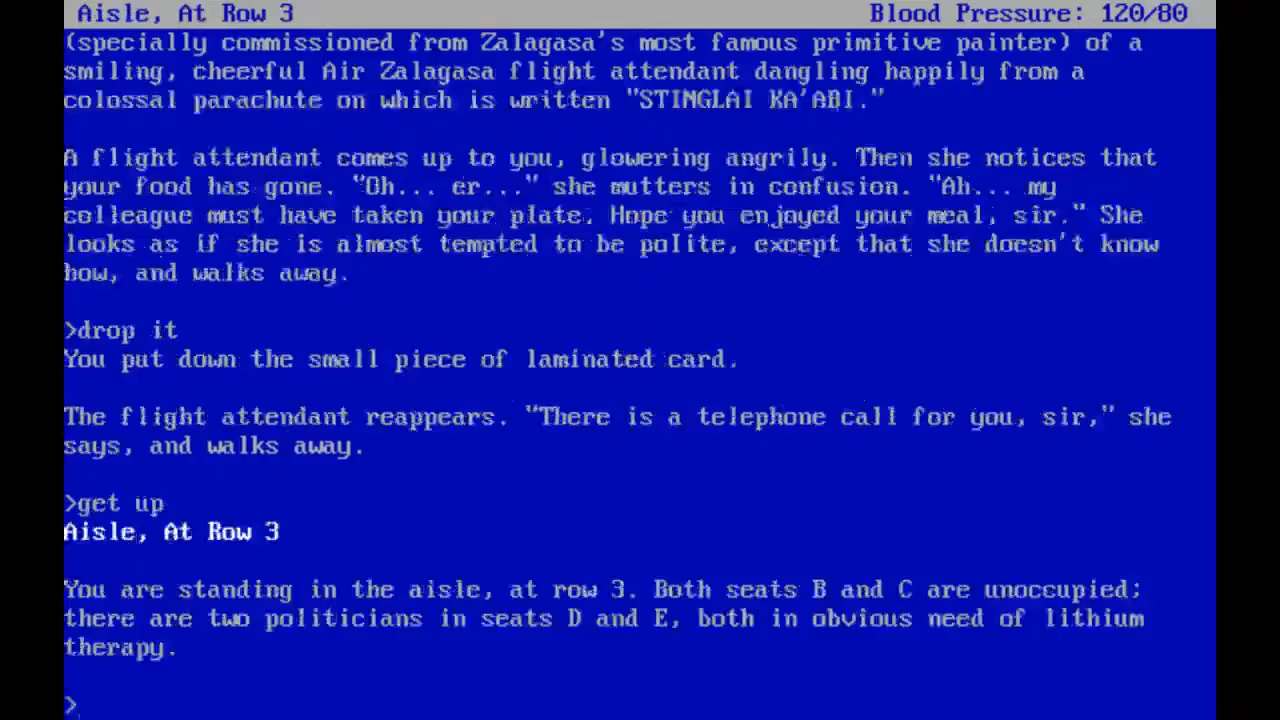 Aisle, At Row 3 Blood Pressure: 120/80
(specially commissioned from Zalagasa's most famous primitive painter) of a
smiling, cheerful Air Zalagasa flight attendant dangling happily from a
colossal parachute on which is written "STINGLAI KA'ABI."
A flight attendant comes up to you, glowering angrily. Then she notices that
your food has gone. "Oh... er..." she mutters in confusion. "Ah... my
colleague must have taken your plate. Hope you enjoyed your meal, sir." She
looks as if she is almost tempted to be polite, except that she doesn't know
how, and walks away.
>drop it
You put down the small piece of laminated card.
The flight attendant reappears. "There is a telephone call for you, sir," she
says, and walks away.
>get up
Aisle, At Row 3
You are standing in the aisle, at row 3. Both seats B and C are unoccupied;
there are two politicians in seats D and E, both in obvious need of lithium
therapy.
>